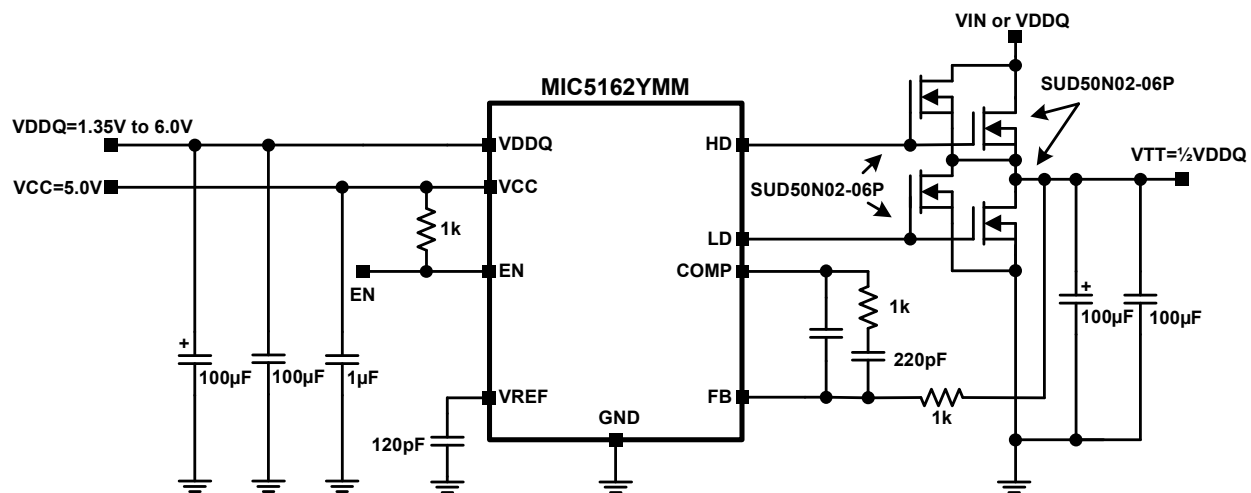 VIN or VDDQ
MIC5162YMM
SUD50N02-06P
VDDQ=1.35V to 6.0V
VDDQ
HD
VTT=½VDDQ
VCC=5.0V
VCC
SUD50N02-06P
1k
LD
EN
COMP
EN
1k
+
100µF
100µF
+
100µF
100µF
1µF
220pF
VREF
GND
FB
1k
120pF